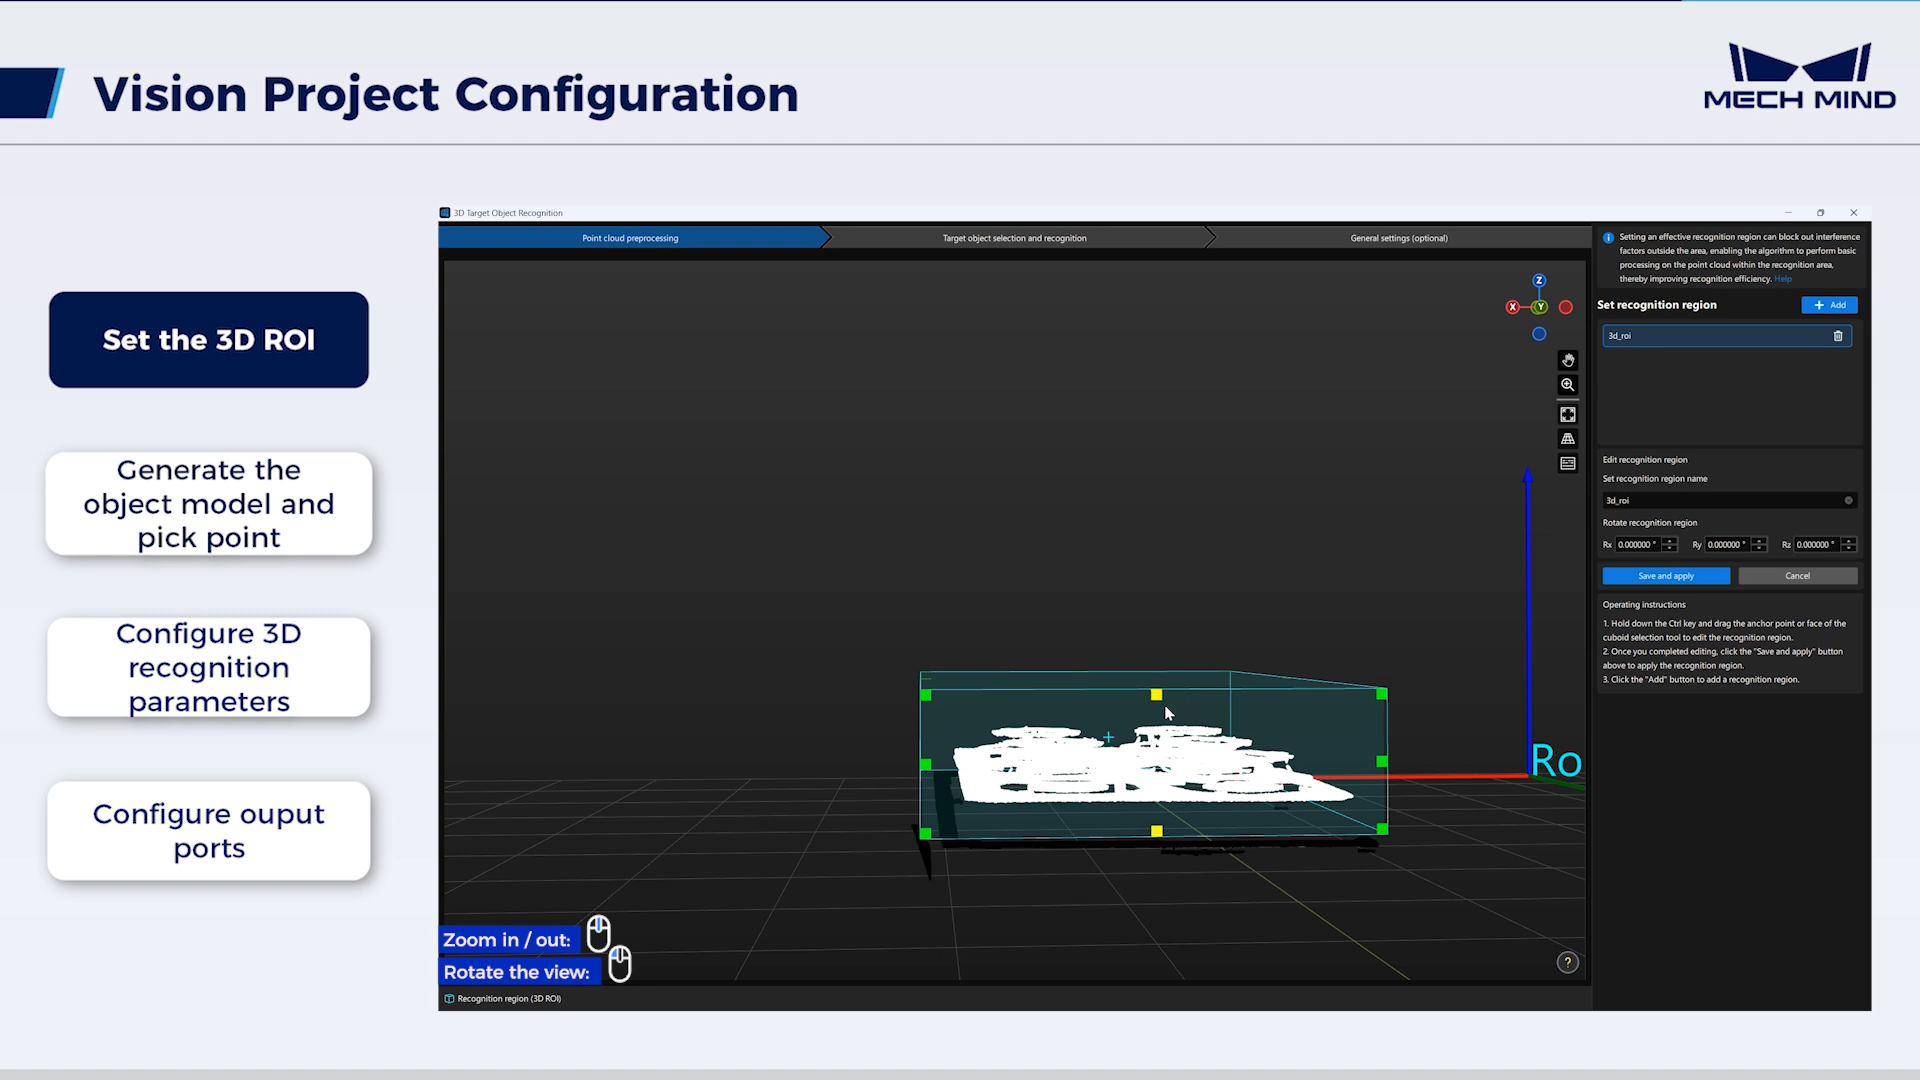 Vision Project Configuration
MECH MIND
Set the 3D ROI
Generate the
object model and
pick point
Configure 3D
recognition
parameters
Configure ouput
ports
3D Target Object Recognition
Point cloud preprocessing
Target object selection and recognition
General settings (optional)
Z
X
Y
Ro
Zoom in / out:
Rotate the view:
?
Recognition region (3D ROI)
Setting an effective recognition region can block out interference
factors outside the area, enabling the algorithm to perform basic
processing on the point cloud within the recognition area,
thereby improving recognition efficiency. Help
Set recognition region
+ Add
3d_roi
Edit recognition region
Set recognition region name
3d_roi
Rotate recognition region
Rx 0.000000 ° Ry 0.000000 ° Rz 0.000000 °
Save and apply
Cancel
Operating instructions
1. Hold down the Ctrl key and drag the anchor point or face of the
cuboid selection tool to edit the recognition region.
2. Once you completed editing, click the "Save and apply" button
above to apply the recognition region.
3. Click the "Add" button to add a recognition region.